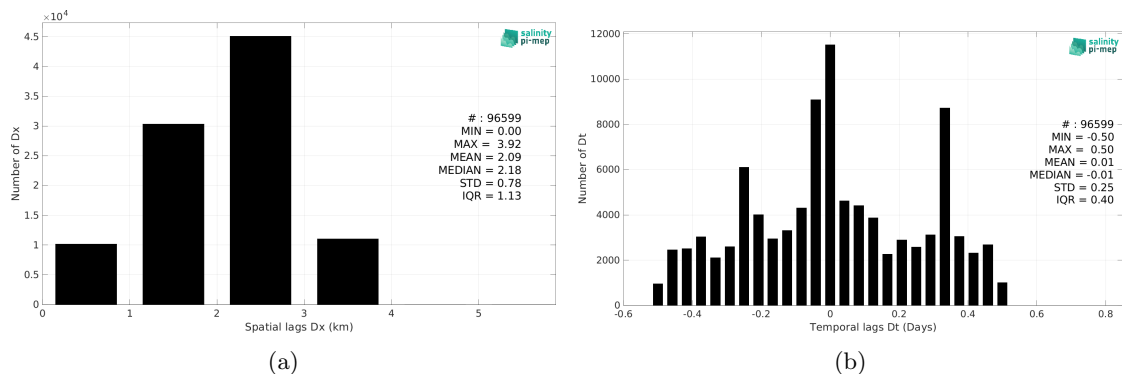 ×10⁴
4.5
4
3.5
3
2.5
2
1.5
1
0.5
0
0
1
2
3
4
5
Number of Dx
Spatial lags Dx (km)
salinity
pi-mep
# : 96599
MIN = 0.00
MAX = 3.92
MEAN = 2.09
MEDIAN = 2.18
STD = 0.78
IQR = 1.13
(a)
12000
10000
8000
6000
4000
2000
0
-0.6
-0.4
-0.2
0
0.2
0.4
0.6
0.8
Number of Dt
Temporal lags Dt (Days)
salinity
pi-mep
# : 96599
MIN = -0.50
MAX = 0.50
MEAN = 0.01
MEDIAN = -0.01
STD = 0.25
IQR = 0.40
(b)